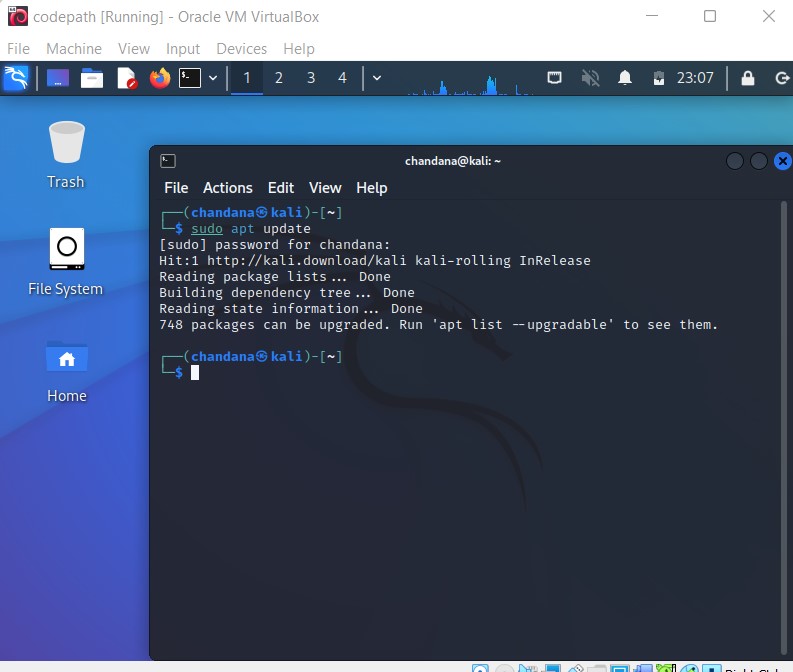 codepath [Running] - Oracle VM VirtualBox
File Machine View Input Devices Help
1 2 3 4 23:07
Trash
File System
Home
chandana@kali: ~
File Actions Edit View Help
┌──(chandana㉿kali)-[~]
└─$ sudo apt update
[sudo] password for chandana:
Hit:1 http://kali.download/kali kali-rolling InRelease
Reading package lists... Done
Building dependency tree... Done
Reading state information... Done
748 packages can be upgraded. Run 'apt list --upgradable' to see them.
┌──(chandana㉿kali)-[~]
└─$